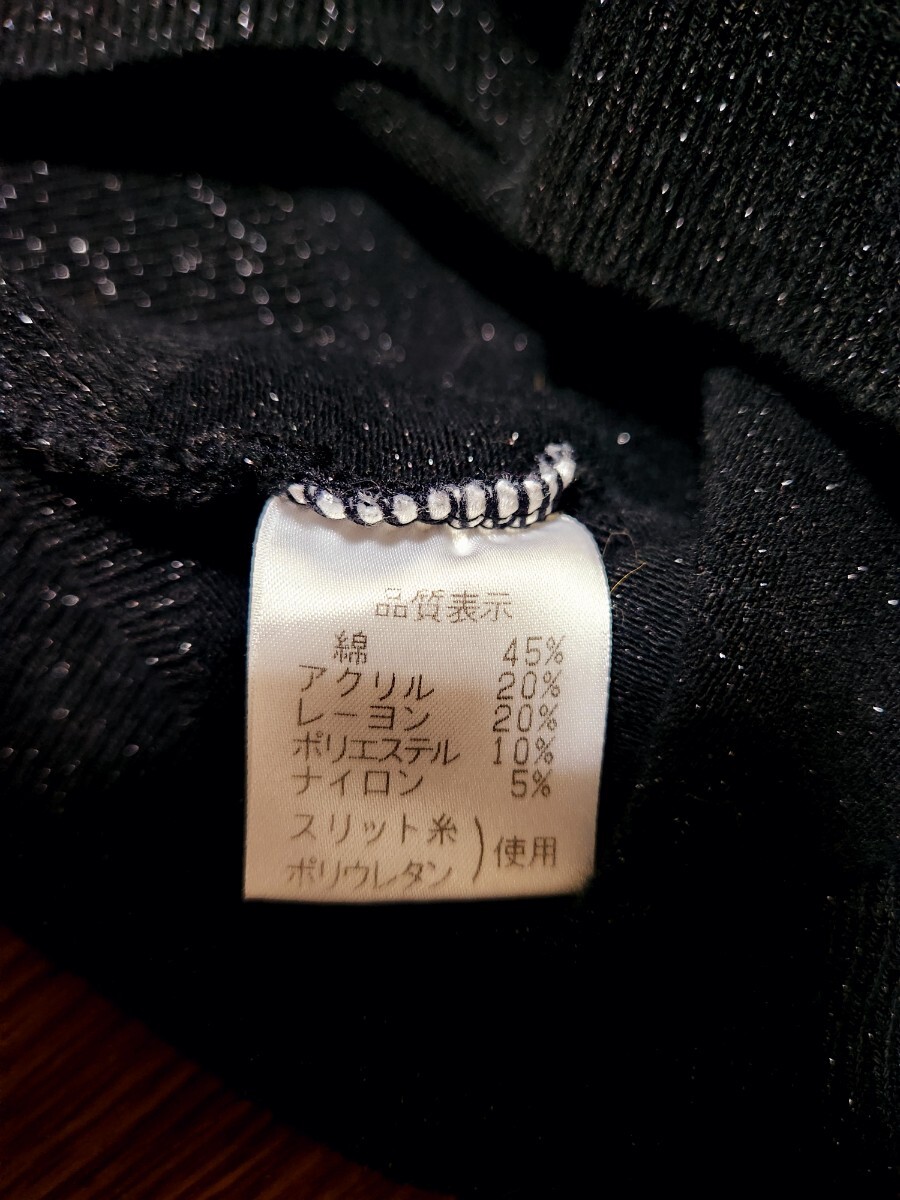 品質表示
綿 45%
アクリル 20%
レーヨン 20%
ポリエステル 10%
ナイロン 5%
スリット糸
ポリウレタン ) 使用